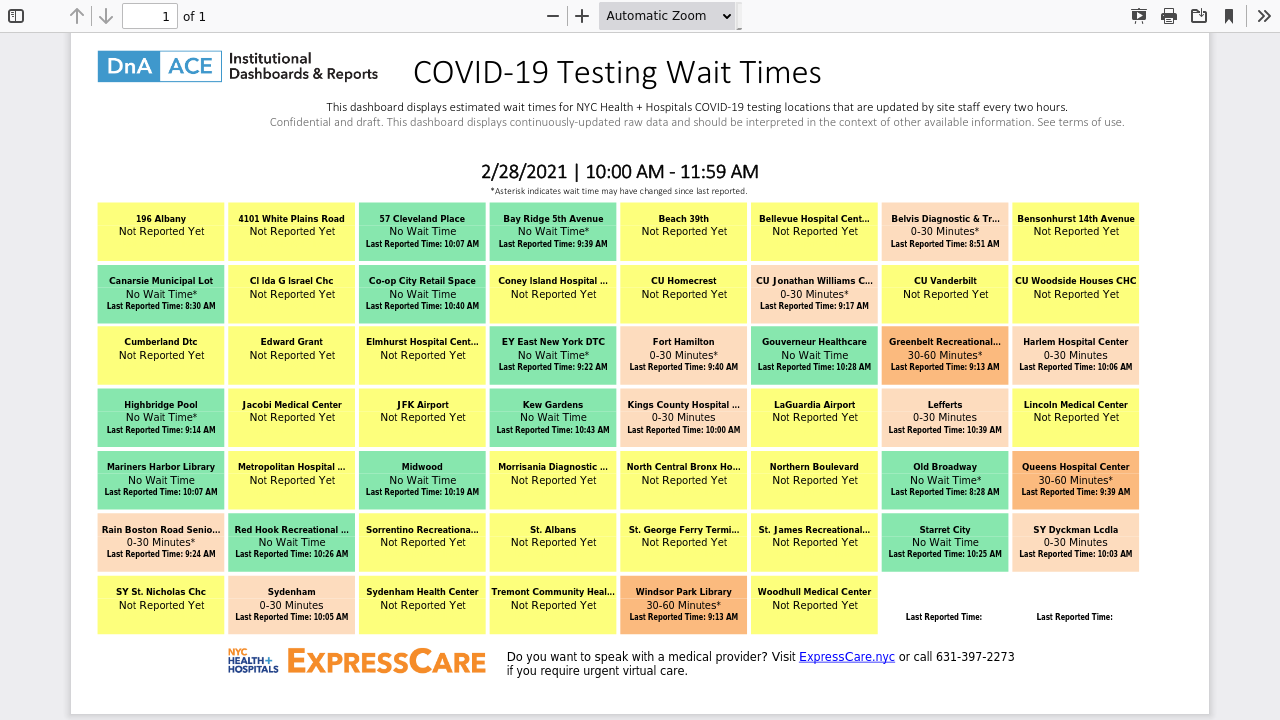 1 of 1
Automatic Zoom
DnA ACE Institutional Dashboards & Reports
COVID-19 Testing Wait Times
This dashboard displays estimated wait times for NYC Health + Hospitals COVID-19 testing locations that are updated by site staff every two hours.
Confidential and draft. This dashboard displays continuously-updated raw data and should be interpreted in the context of other available information. See terms of use.
2/28/2021 | 10:00 AM - 11:59 AM
*Asterisk indicates wait time may have changed since last reported.
196 Albany
Not Reported Yet
4101 White Plains Road
Not Reported Yet
57 Cleveland Place
No Wait Time
Last Reported Time: 10:07 AM
Bay Ridge 5th Avenue
No Wait Time*
Last Reported Time: 9:39 AM
Beach 39th
Not Reported Yet
Bellevue Hospital Cent...
Not Reported Yet
Belvis Diagnostic & Tr...
0-30 Minutes*
Last Reported Time: 8:51 AM
Bensonhurst 14th Avenue
Not Reported Yet
Canarsie Municipal Lot
No Wait Time*
Last Reported Time: 8:30 AM
Cl Ida G Israel Chc
Not Reported Yet
Co-op City Retail Space
No Wait Time
Last Reported Time: 10:40 AM
Coney Island Hospital ...
Not Reported Yet
CU Homecrest
Not Reported Yet
CU Jonathan Williams C...
0-30 Minutes*
Last Reported Time: 9:17 AM
CU Vanderbilt
Not Reported Yet
CU Woodside Houses CHC
Not Reported Yet
Cumberland Dtc
Not Reported Yet
Edward Grant
Not Reported Yet
Elmhurst Hospital Cent...
Not Reported Yet
EY East New York DTC
No Wait Time*
Last Reported Time: 9:22 AM
Fort Hamilton
0-30 Minutes*
Last Reported Time: 9:40 AM
Gouverneur Healthcare
No Wait Time
Last Reported Time: 10:28 AM
Greenbelt Recreational...
30-60 Minutes*
Last Reported Time: 9:13 AM
Harlem Hospital Center
0-30 Minutes
Last Reported Time: 10:06 AM
Highbridge Pool
No Wait Time*
Last Reported Time: 9:14 AM
Jacobi Medical Center
Not Reported Yet
JFK Airport
Not Reported Yet
Kew Gardens
No Wait Time
Last Reported Time: 10:43 AM
Kings County Hospital ...
0-30 Minutes
Last Reported Time: 10:00 AM
LaGuardia Airport
Not Reported Yet
Lefferts
0-30 Minutes
Last Reported Time: 10:39 AM
Lincoln Medical Center
Not Reported Yet
Mariners Harbor Library
No Wait Time
Last Reported Time: 10:07 AM
Metropolitan Hospital ...
Not Reported Yet
Midwood
No Wait Time
Last Reported Time: 10:19 AM
Morrisania Diagnostic ...
Not Reported Yet
North Central Bronx Ho...
Not Reported Yet
Northern Boulevard
Not Reported Yet
Old Broadway
No Wait Time*
Last Reported Time: 8:28 AM
Queens Hospital Center
30-60 Minutes*
Last Reported Time: 9:39 AM
Rain Boston Road Senio...
0-30 Minutes*
Last Reported Time: 9:24 AM
Red Hook Recreational ...
No Wait Time
Last Reported Time: 10:26 AM
Sorrentino Recreationa...
Not Reported Yet
St. Albans
Not Reported Yet
St. George Ferry Termi...
Not Reported Yet
St. James Recreational...
Not Reported Yet
Starret City
No Wait Time
Last Reported Time: 10:25 AM
SY Dyckman Lcdla
0-30 Minutes
Last Reported Time: 10:03 AM
SY St. Nicholas Chc
Not Reported Yet
Sydenham
0-30 Minutes
Last Reported Time: 10:05 AM
Sydenham Health Center
Not Reported Yet
Tremont Community Heal...
Not Reported Yet
Windsor Park Library
30-60 Minutes*
Last Reported Time: 9:13 AM
Woodhull Medical Center
Not Reported Yet
Last Reported Time:
Last Reported Time:
NYC HEALTH+ HOSPITALS
EXPRESSCARE
Do you want to speak with a medical provider? Visit ExpressCare.nyc or call 631-397-2273
if you require urgent virtual care.